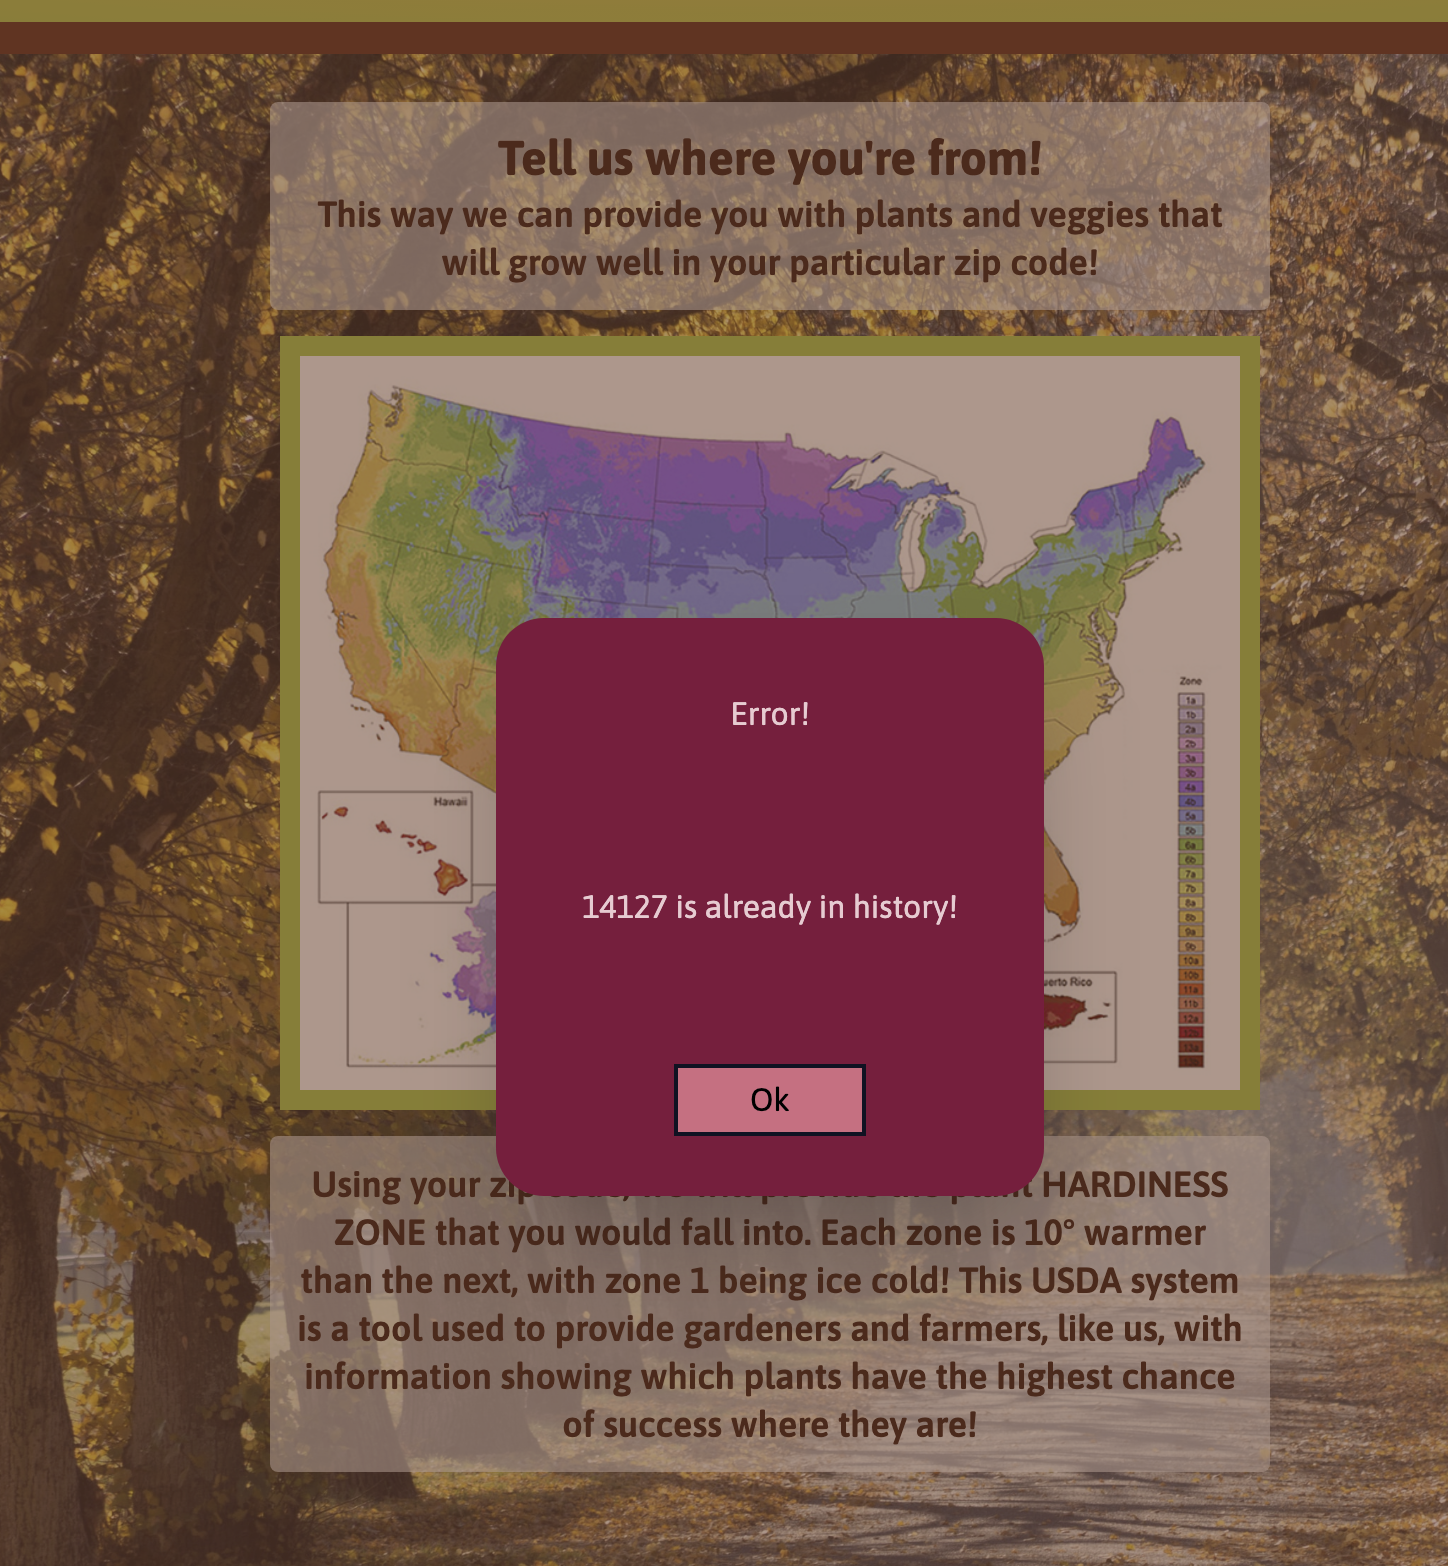 Tell us where you're from!
This way we can provide you with plants and veggies that
will grow well in your particular zip code!
Zone
1a
1b
2a
2b
3a
3b
4a
4b
5a
5b
6a
6b
7a
7b
8a
8b
9a
9b
10a
10b
11a
11b
12a
12b
13a
Hawaii
Error!
14127 is already in history!
uerto Rico
Ok
Using your HARDINESS
ZONE that you would fall into. Each zone is 10° warmer
than the next, with zone 1 being ice cold! This USDA system
is a tool used to provide gardeners and farmers, like us, with
information showing which plants have the highest chance
of success where they are!